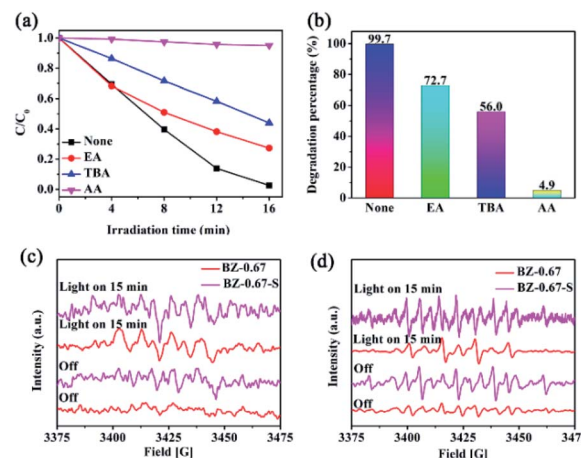 (a)
C/C0
1.0
0.8
0.6
0.4
0.2
0.0
None
EA
TBA
AA
0 4 8 12 16
Irradiation time (min)
(b)
Degradation percentage (%)
120
100
80
60
40
20
0
99.7
72.7
56.0
4.9
None EA TBA AA
(c)
Intensity (a.u.)
BZ-0.67
BZ-0.67-S
Light on 15 min
Light on 15 min
Off
Off
3375 3400 3425 3450 3475
Field [G]
(d)
Intensity (a.u.)
BZ-0.67
BZ-0.67-S
Light on 15 min
Light on 15 min
Off
Off
3375 3400 3425 3450 347
Field [G]